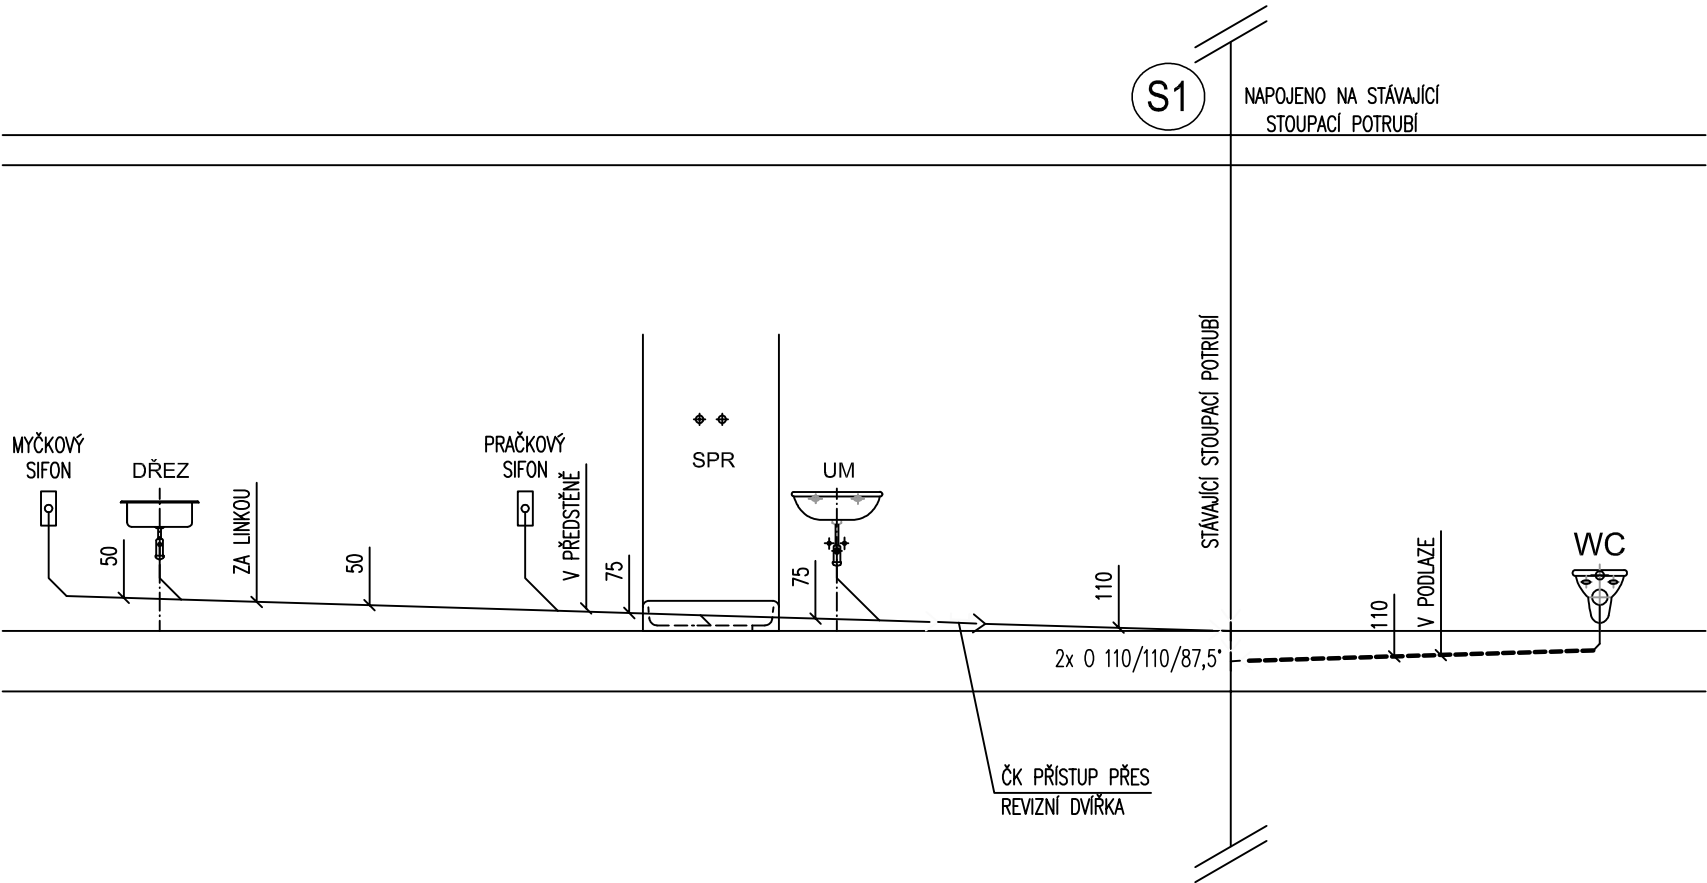 S1
NAPOJENO NA STÁVAJÍCÍ
STOUPACÍ POTRUBÍ
STÁVAJÍCÍ STOUPACÍ POTRUBÍ
MYČKOVÝ
SIFON
DŘEZ
50
ZA LINKOU
50
PRAČKOVÝ
SIFON
V PŘEDSTĚNĚ
75
SPR
75
UM
110
2x O 110/110/87,5°
110
V PODLAZE
WC
ČK PŘÍSTUP PŘES
REVIZNÍ DVÍŘKA